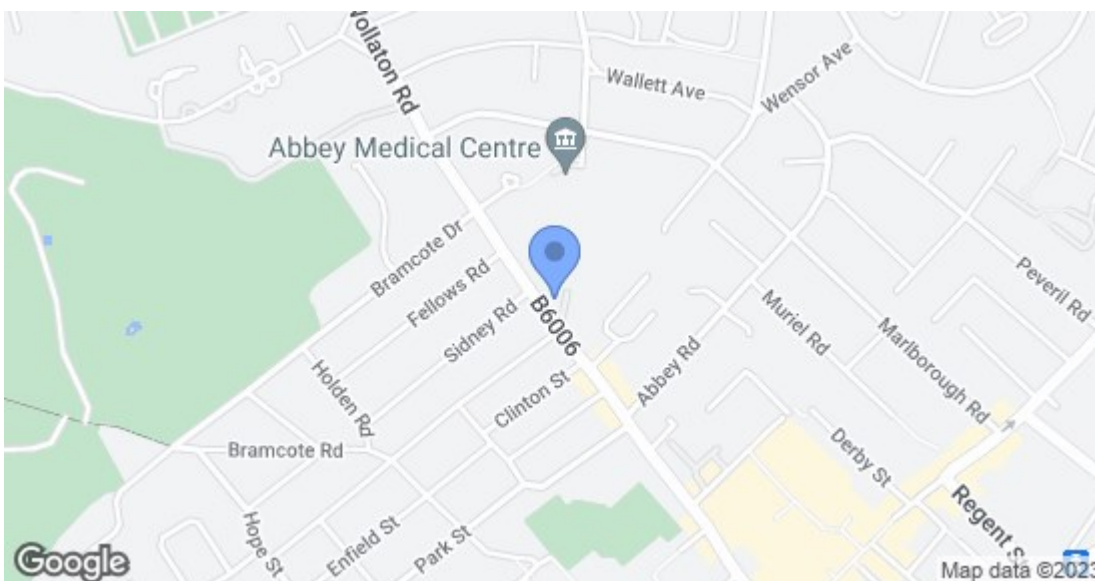 Wollaton Rd
Wallett Ave
Wensor Ave
Abbey Medical Centre
Bramcote Dr
Fellows Rd
Sidney Rd
B6006
Peveril Rd
Muriel Rd
Marlborough Rd
Abbey Rd
Holden Rd
Clinton St
Bramcote Rd
Derby St
Hope St
Enfield St
Park St
Regent S
Google
Map data ©2023